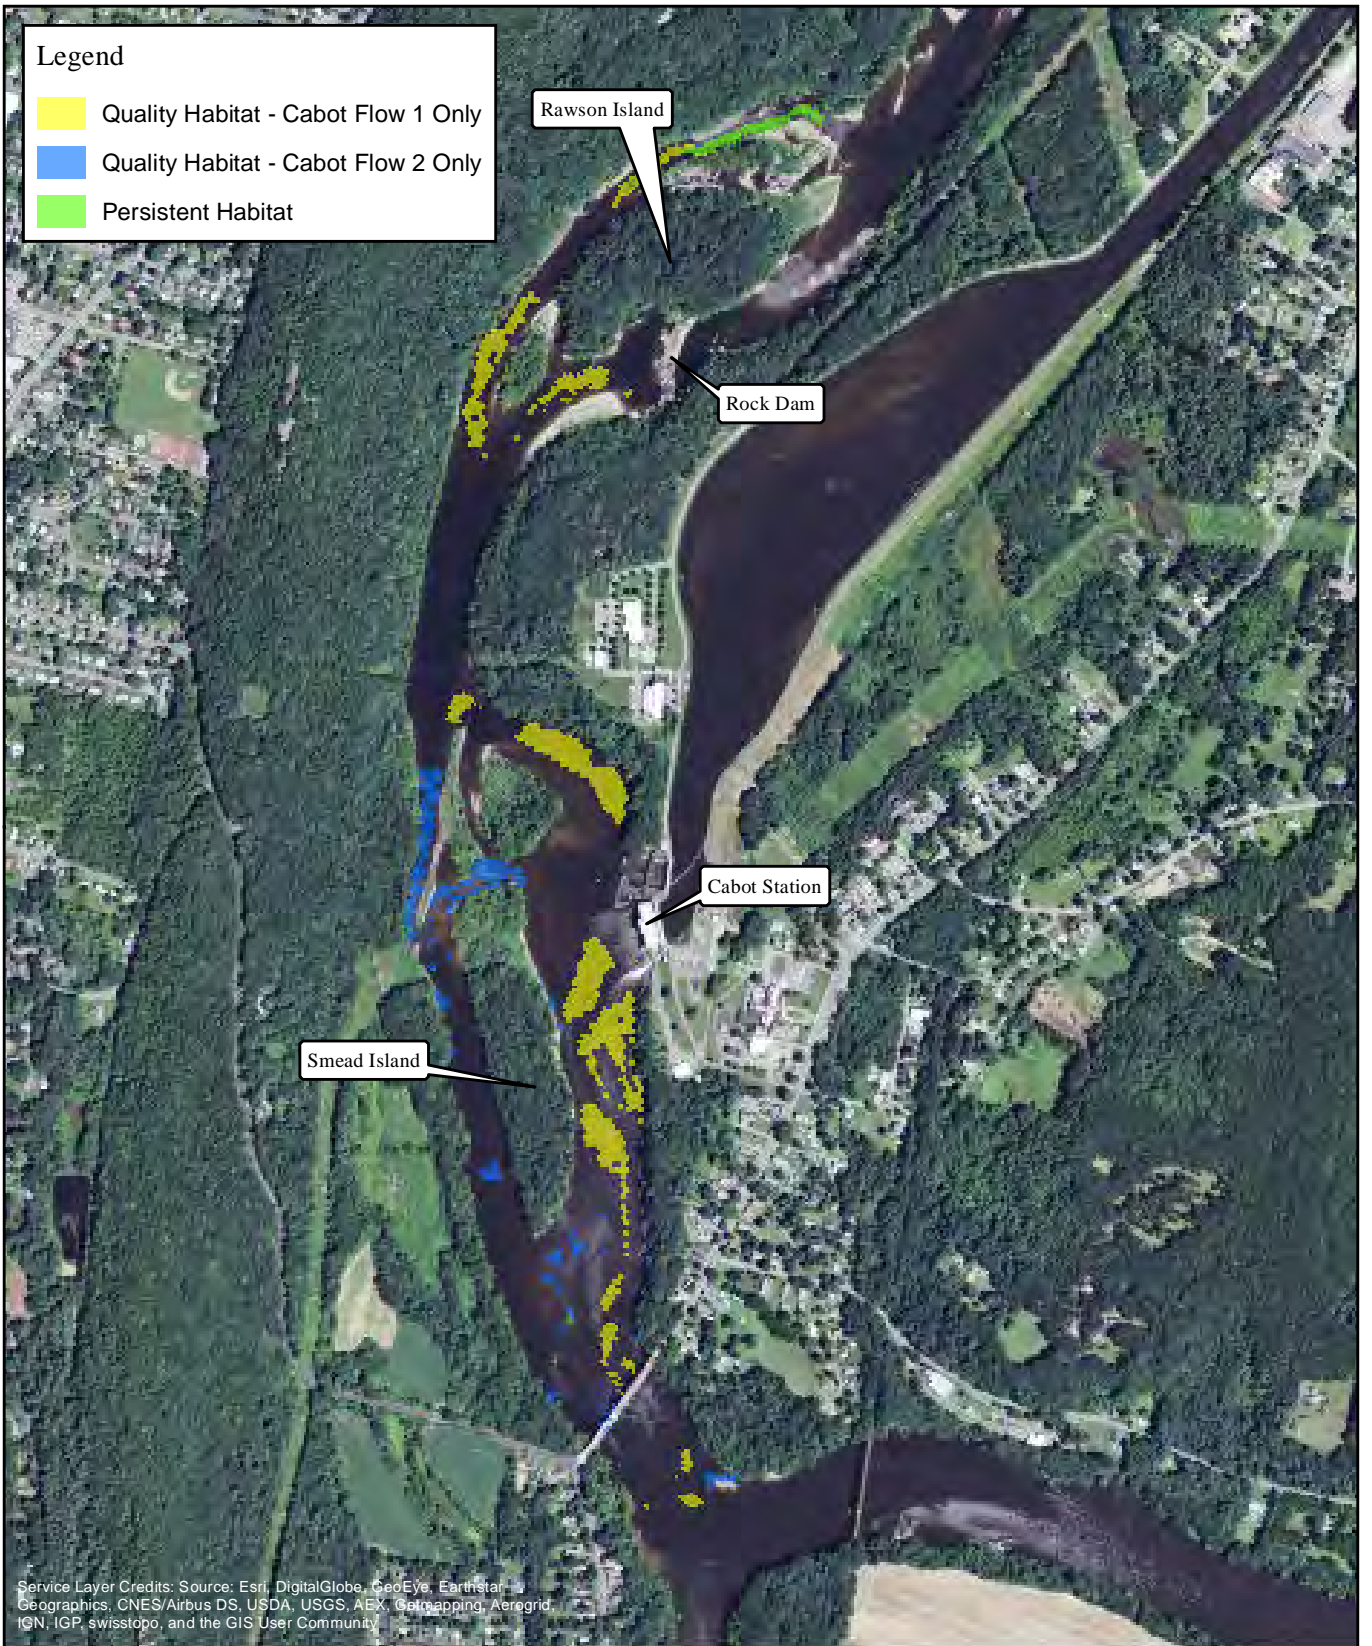 Legend
Quality Habitat - Cabot Flow 1 Only
Quality Habitat - Cabot Flow 2 Only
Persistent Habitat
Rawson Island
Rock Dam
Cabot Station
Smead Island
Service Layer Credits: Source: Esri, DigitalGlobe, GeoEye, Earthstar
Geographics, CNES/Airbus DS, USDA, USGS, AEX, Getmapping, Aerogrid,
IGN, IGP, swisstopo, and the GIS User Community